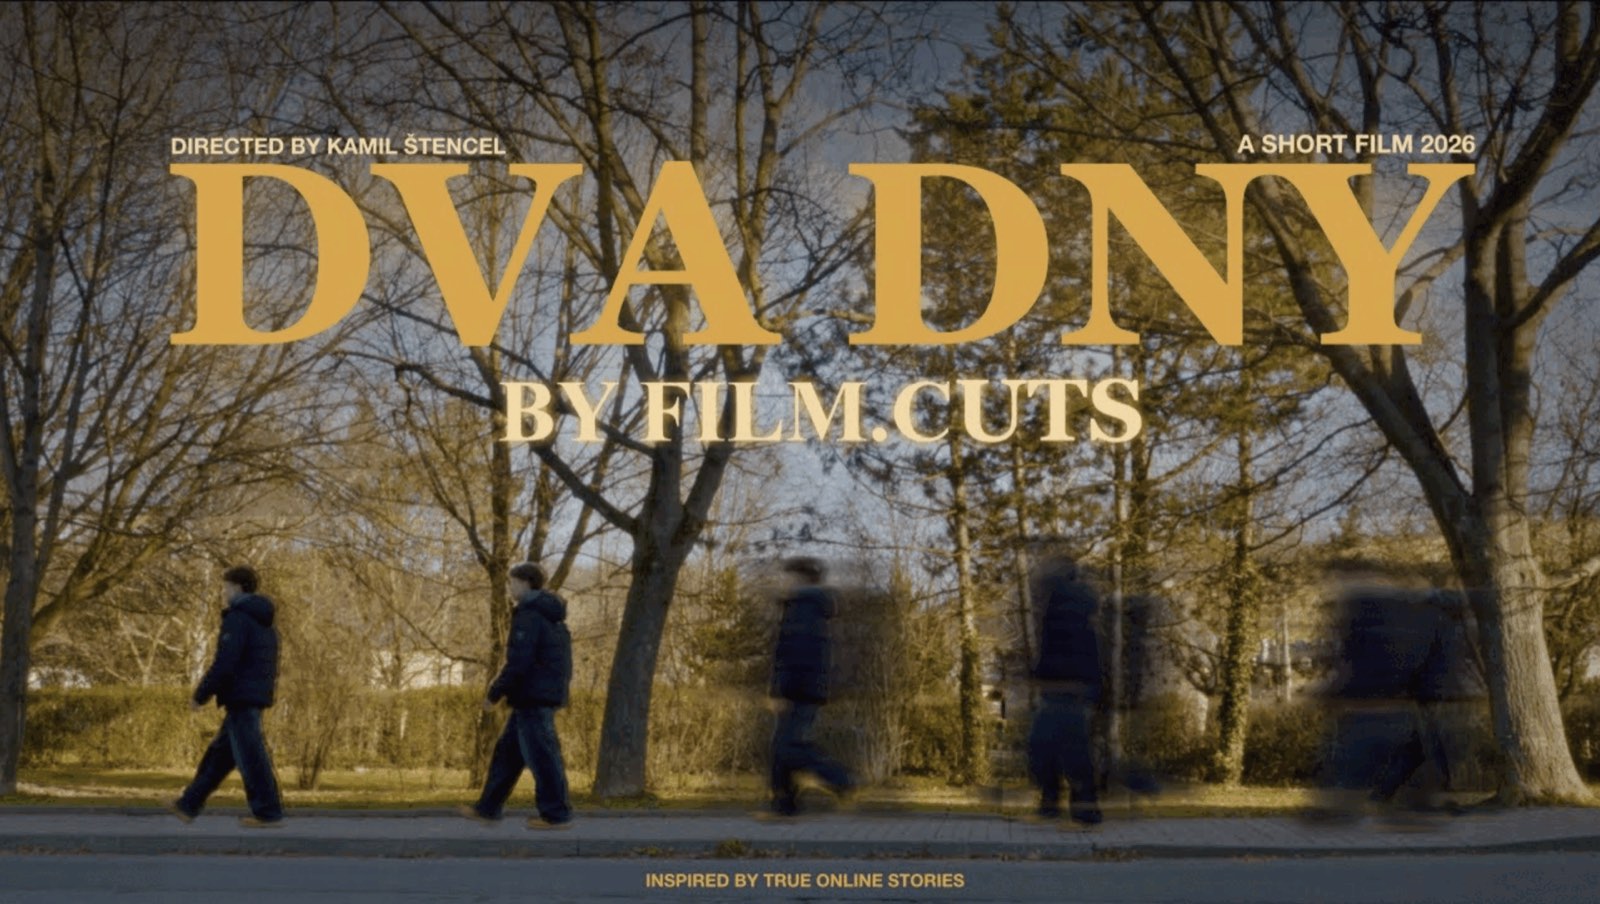 DIRECTED BY KAMIL ŠTENCEL
A SHORT FILM 2026
DVA DNY
BY FILM.CUTS
INSPIRED BY TRUE ONLINE STORIES